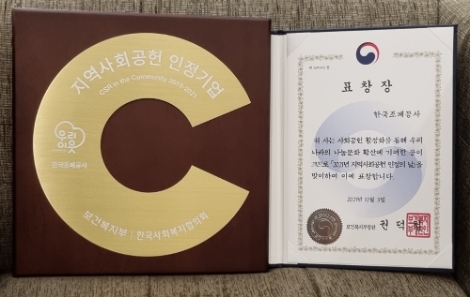 지역사회공헌 인정기업
CSR in the Community 2019-2021
우리
이웃
한국조폐공사
보건복지부 한국사회복지협의회
표 창 장
한국조폐공사
귀 사는 사회공헌 활성화를 통해 우리
나라의 나눔문화 확산에 기여한 공이
크므로 「2021년 지역사회공헌 인정의 날」을
맞이하여 이에 표창합니다.
2021년 12월
보건복지부장관 권 덕